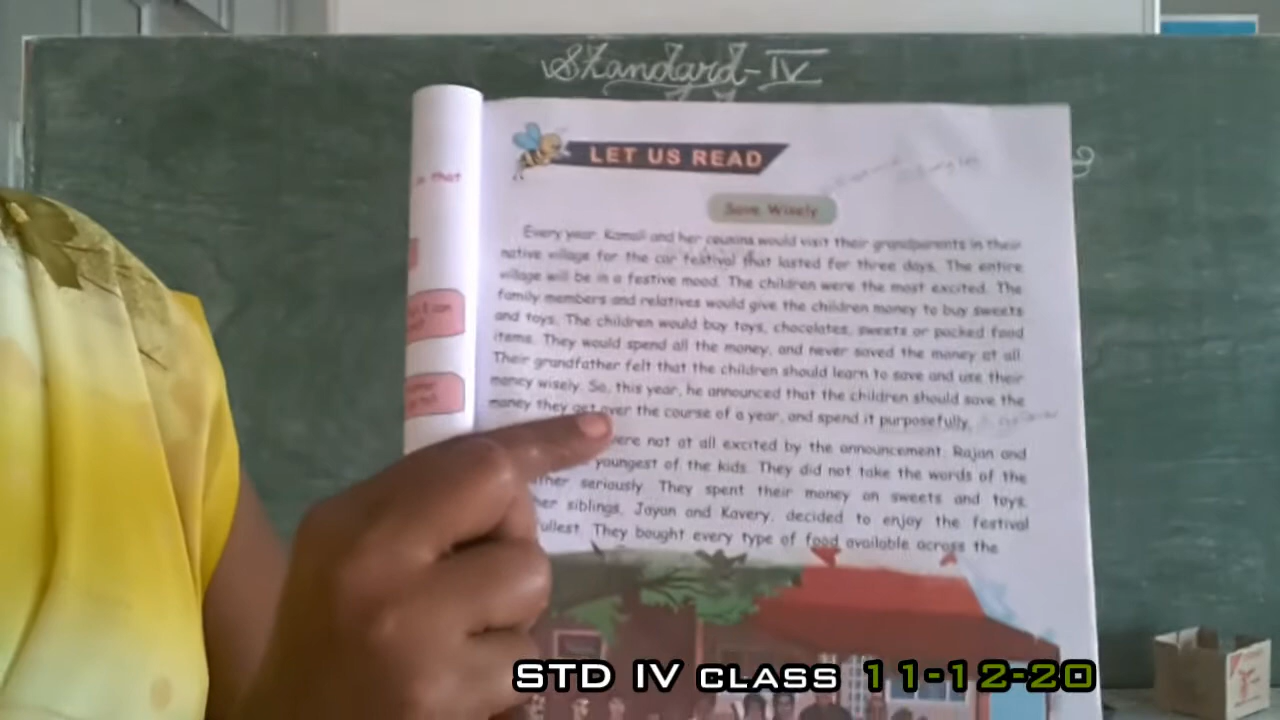 Standard-IV
LET US READ
Save Wisely
Every year Kamali and her cousins would visit their grandparents in their
native village for the car festival that lasted for three days. The entire
village will be in a festive mood. The children were the most excited. The
family members and relatives would give the children money to buy sweets
and toys. The children would buy toys, chocolates, sweets or packed food
items. They would spend all the money, and never saved the money at all.
Their grandfather felt that the children should learn to save and use their
money wisely. So, this year, he announced that the children should save the
money they get over the course of a year, and spend it purposefully.
were not at all excited by the announcement. Rajan and
youngest of the kids. They did not take the words of the
seriously. They spent their money on sweets and toys.
siblings, Jayan and Kavery, decided to enjoy the festival
They bought every type of food available across the
STD IV CLASS 11-12-20